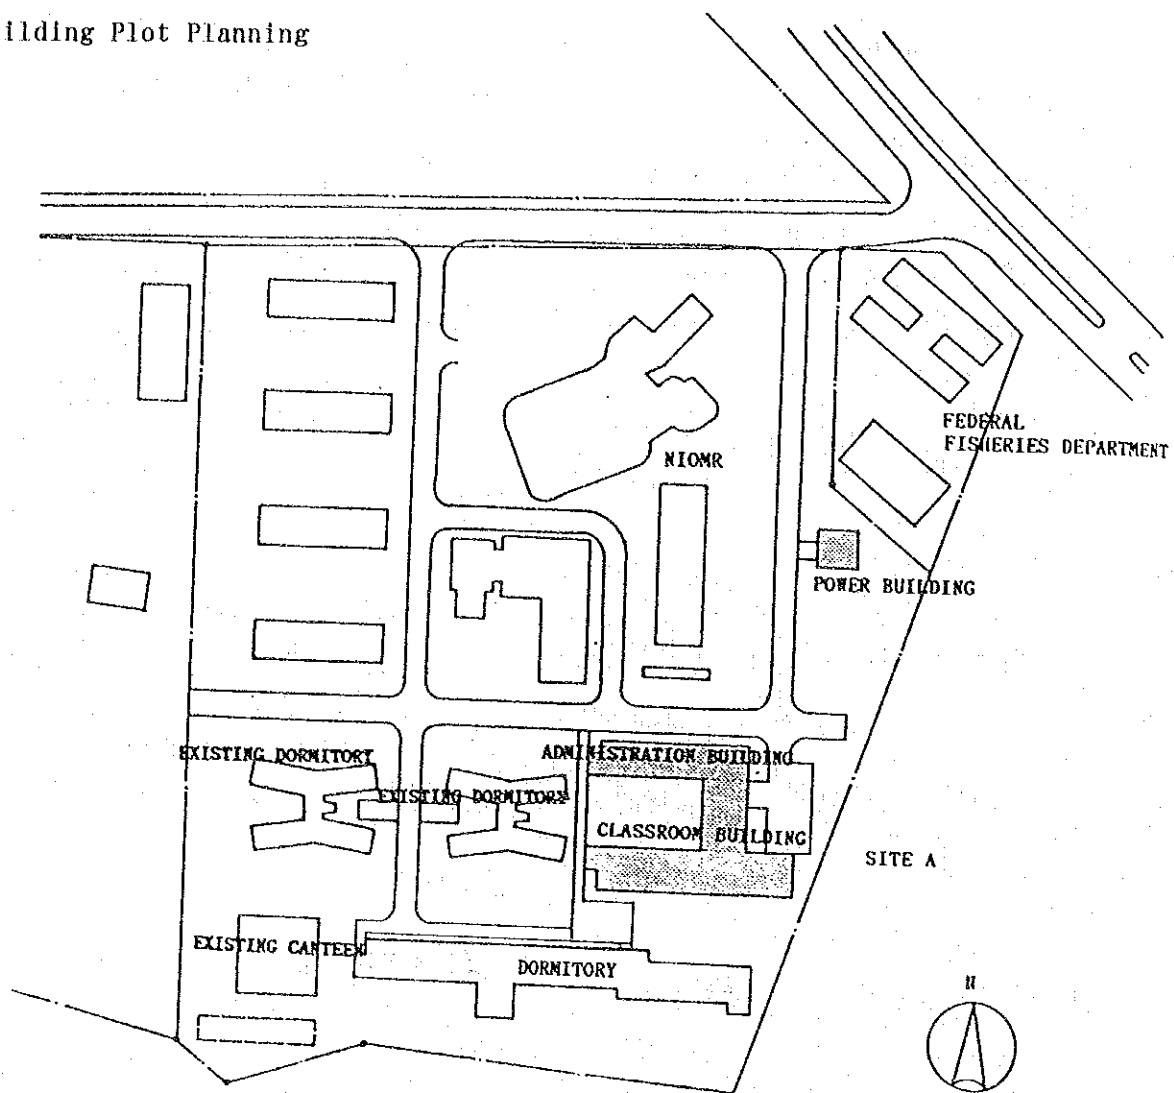 ilding Plot Planning
FEDERAL
FISHERIES DEPARTMENT
NIOMR
POWER BUILDING
EXISTING DORMITORY
ADMINISTRATION BUILDING
EXISTING DORMITORY
CLASSROOM BUILDING
SITE A
EXISTING CANTEEN
DORMITORY
N